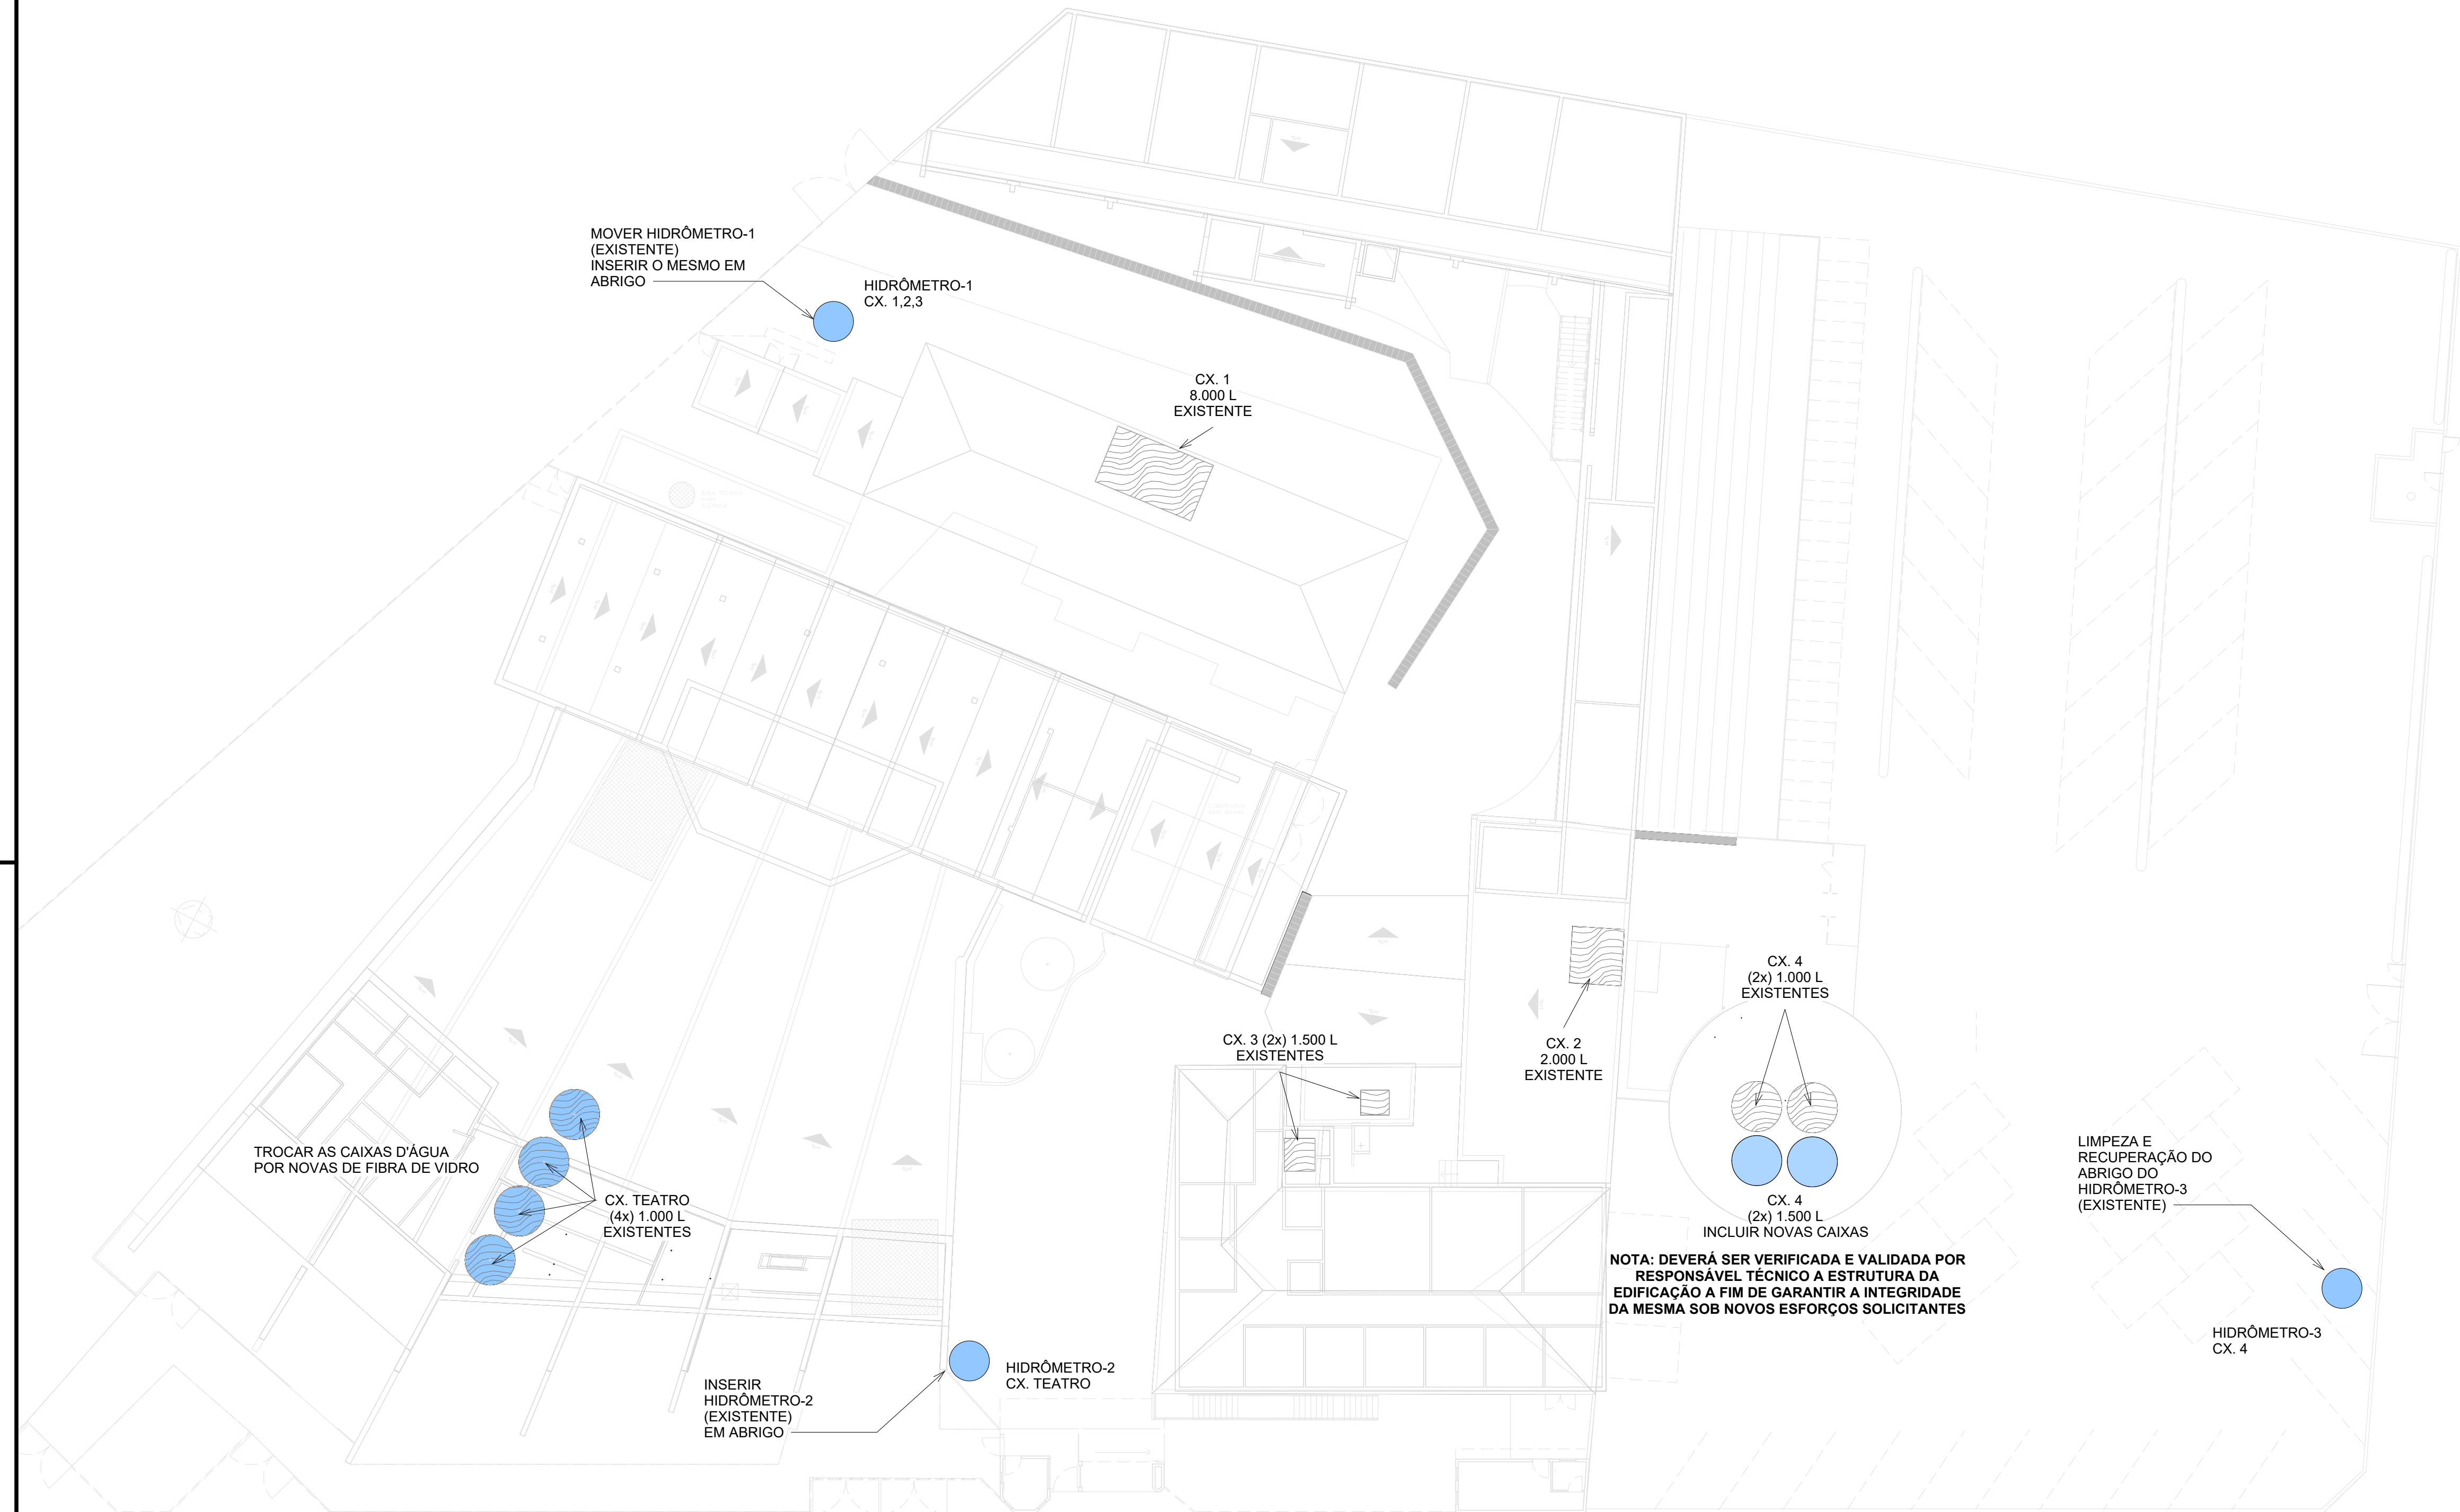 MOVER HIDRÔMETRO-1
(EXISTENTE)
INSERIR O MESMO EM
ABRIGO
HIDRÔMETRO-1
CX. 1,2,3
CX. 1
8.000 L
EXISTENTE
CX. 4
(2x) 1.000 L
EXISTENTES
CX. 3 (2x) 1.500 L
EXISTENTES
CX. 2
2.000 L
EXISTENTE
TROCAR AS CAIXAS D'ÁGUA
POR NOVAS DE FIBRA DE VIDRO
CX. TEATRO
(4x) 1.000 L
EXISTENTES
CX. 4
(2x) 1.500 L
INCLUIR NOVAS CAIXAS
NOTA: DEVERÁ SER VERIFICADA E VALIDADA POR
RESPONSÁVEL TÉCNICO A ESTRUTURA DA
EDIFICAÇÃO A FIM DE GARANTIR A INTEGRIDADE
DA MESMA SOB NOVOS ESFORÇOS SOLICITANTES
LIMPEZA E
RECUPERAÇÃO DO
ABRIGO DO
HIDRÔMETRO-3
(EXISTENTE)
HIDRÔMETRO-3
CX. 4
HIDRÔMETRO-2
CX. TEATRO
INSERIR
HIDRÔMETRO-2
(EXISTENTE)
EM ABRIGO